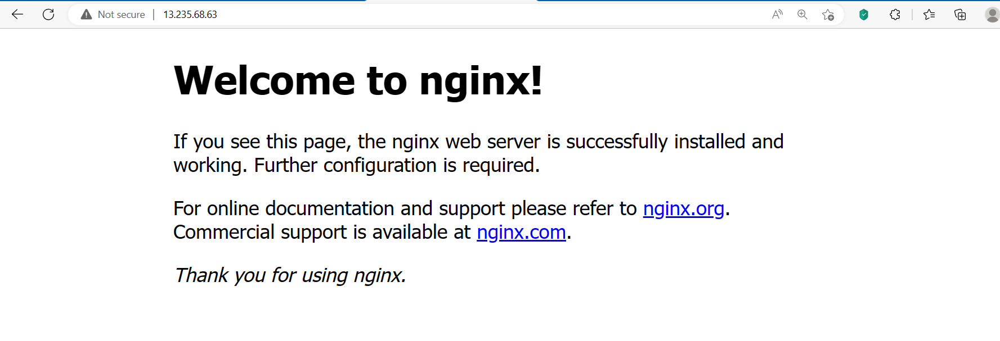 Not secure | 13.235.68.63
Welcome to nginx!
If you see this page, the nginx web server is successfully installed and
working. Further configuration is required.
For online documentation and support please refer to nginx.org.
Commercial support is available at nginx.com.
Thank you for using nginx.